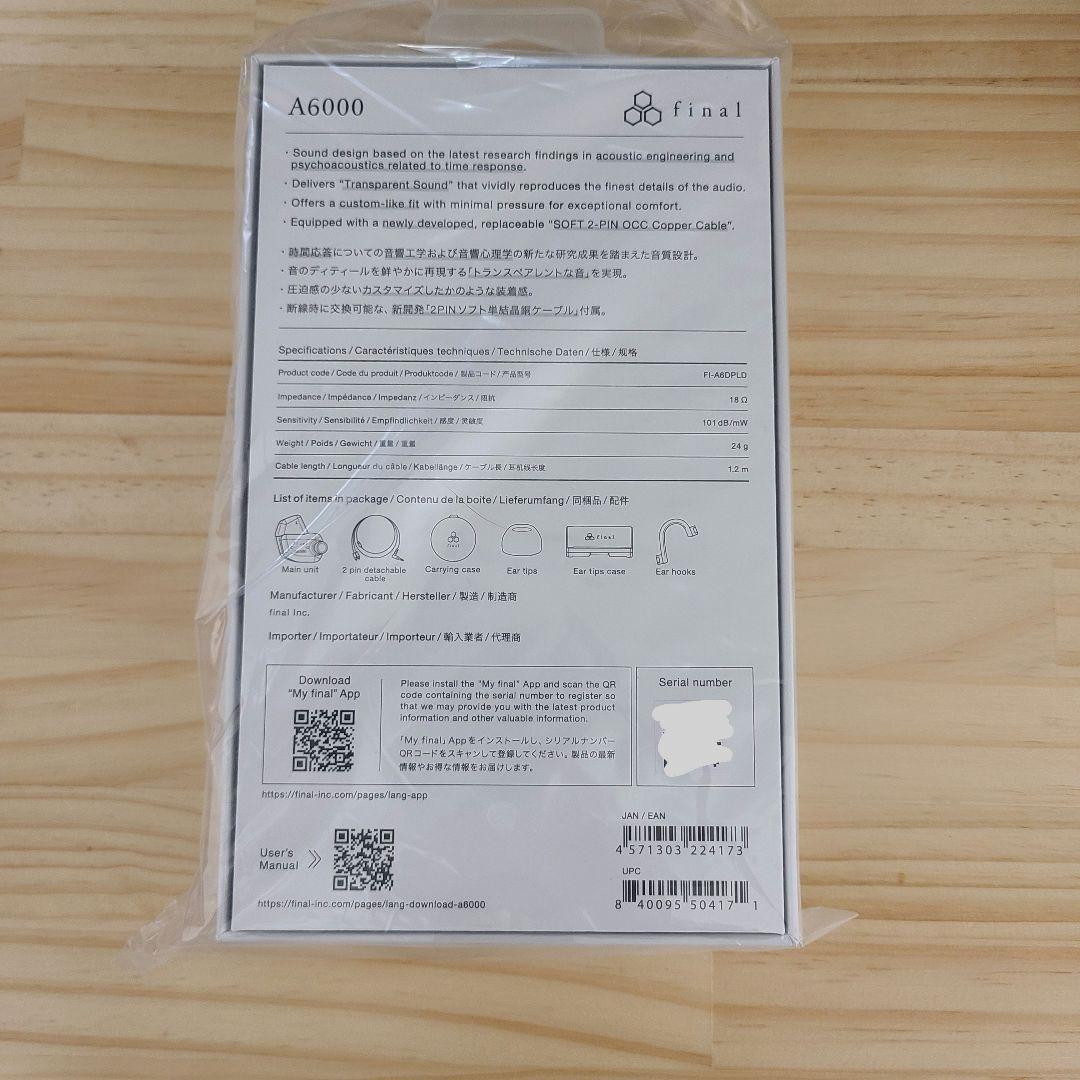 A6000
final
· Sound design based on the latest research findings in acoustic engineering and
psychoacoustics related to time response.
· Delivers "Transparent Sound" that vividly reproduces the finest details of the audio.
· Offers a custom-like fit with minimal pressure for exceptional comfort.
· Equipped with a newly developed, replaceable "SOFT 2-PIN OCC Copper Cable".
· 時間応答についての音響工学および音響心理学の新たな研究成果を踏まえた音質設計。
· 音のディティールを鮮やかに再現する「トランスペアレントな音」を実現。
· 圧迫感の少ないカスタマイズしたかのような装着感。
· 断線時に交換可能な、新開発「2PINソフト単結晶銅ケーブル」付属。
Specifications / Caractéristiques techniques / Technische Daten / 仕様 / 规格
Product code / Code du produit / Produktcode / 製品コード / 产品型号 FI-A6DPLD
Impedance / Impédance / Impedanz / インピーダンス / 阻抗 18 Ω
Sensitivity / Sensibilité / Empfindlichkeit / 感度 / 灵敏度 101 dB/mW
Weight / Poids / Gewicht / 重量 / 重量 24 g
Cable length / Longueur du câble / Kabellänge / ケーブル長 / 耳机线长度 1.2 m
List of items in package / Contenu de la boite / Lieferumfang / 同梱品 / 配件
final
final
Main unit
2 pin detachable
cable
Carrying case
Ear tips
Ear tips case
Ear hooks
Manufacturer / Fabricant / Hersteller / 製造 / 制造商
final Inc.
Importer / Importateur / Importeur / 輸入業者 / 代理商
Download
"My final" App
Please install the "My final" App and scan the QR
code containing the serial number to register so
that we may provide you with the latest product
information and other valuable information.
「My final」Appをインストールし、シリアルナンバー
QRコードをスキャンして登録してください。製品の最新
情報やお得な情報をお届けします。
Serial number
https://final-inc.com/pages/lang-app
User's
Manual
https://final-inc.com/pages/lang-download-a6000
JAN / EAN
4 571303 224173
UPC
8 40095 50417 1